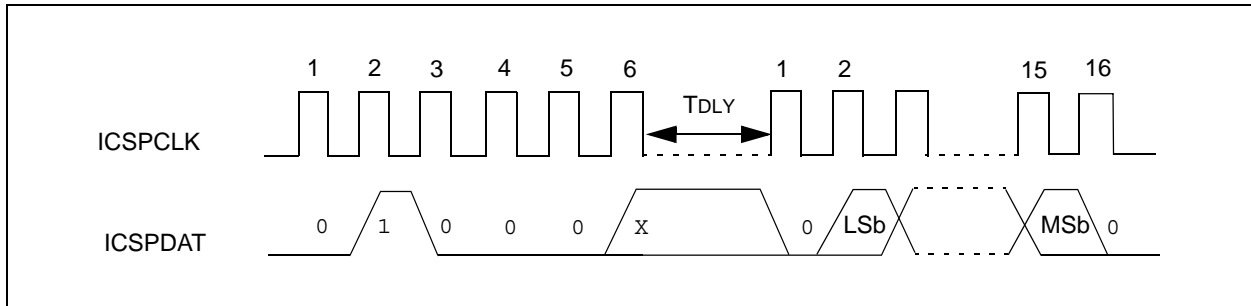 1 2 3 4 5 6 1 2 15 16
TDLY
ICSPCLK
ICSPDAT
0 1 0 0 0 X 0 LSb MSb 0